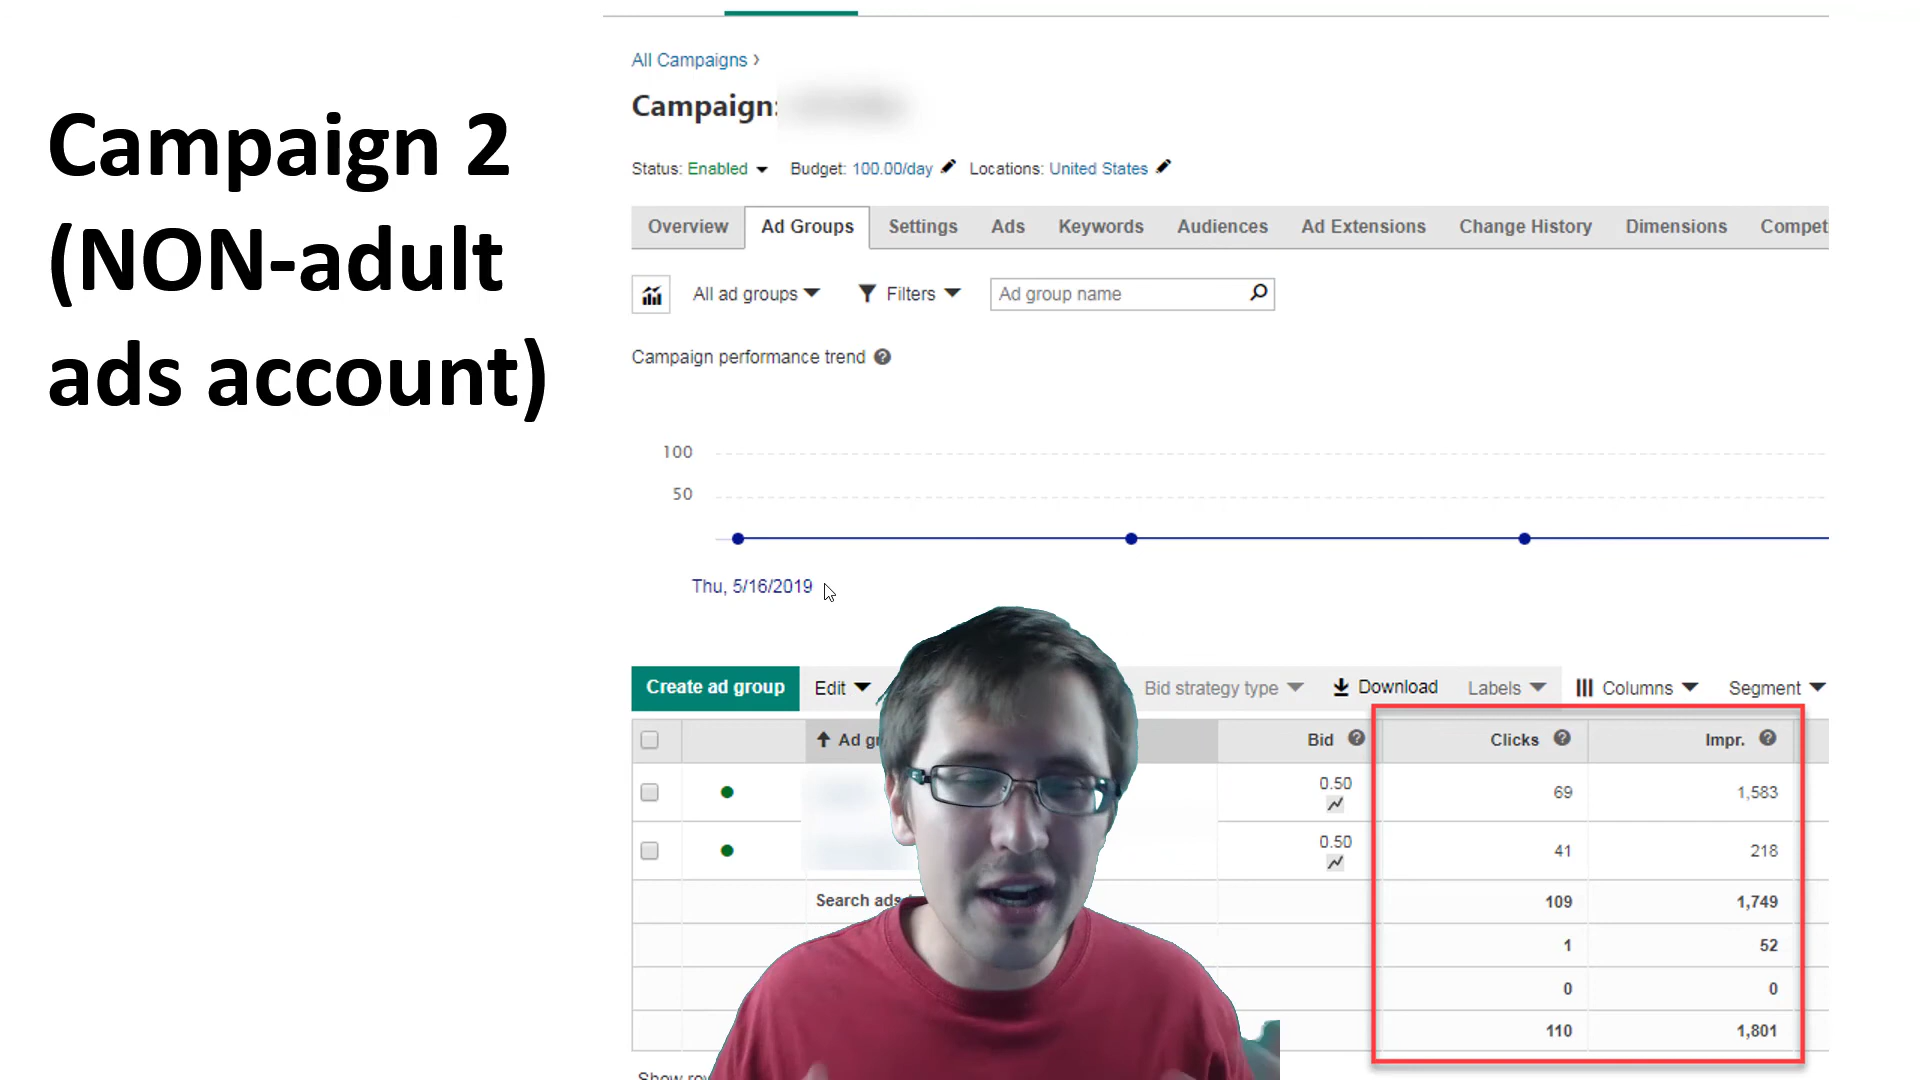 Campaign 2
(NON-adult
ads account)
All Campaigns ›
Campaign:
Status: Enabled Budget: 100.00/day Locations: United States
Overview Ad Groups Settings Ads Keywords Audiences Ad Extensions Change History Dimensions Compet
All ad groups Filters Ad group name
Campaign performance trend
100
50
Thu, 5/16/2019
Create ad group Edit Bid strategy type Download Labels Columns Segment
Ad gr Bid Clicks Impr.
0.50 69 1,583
0.50 41 218
Search ads 109 1,749
1 52
0 0
110 1,801
Show